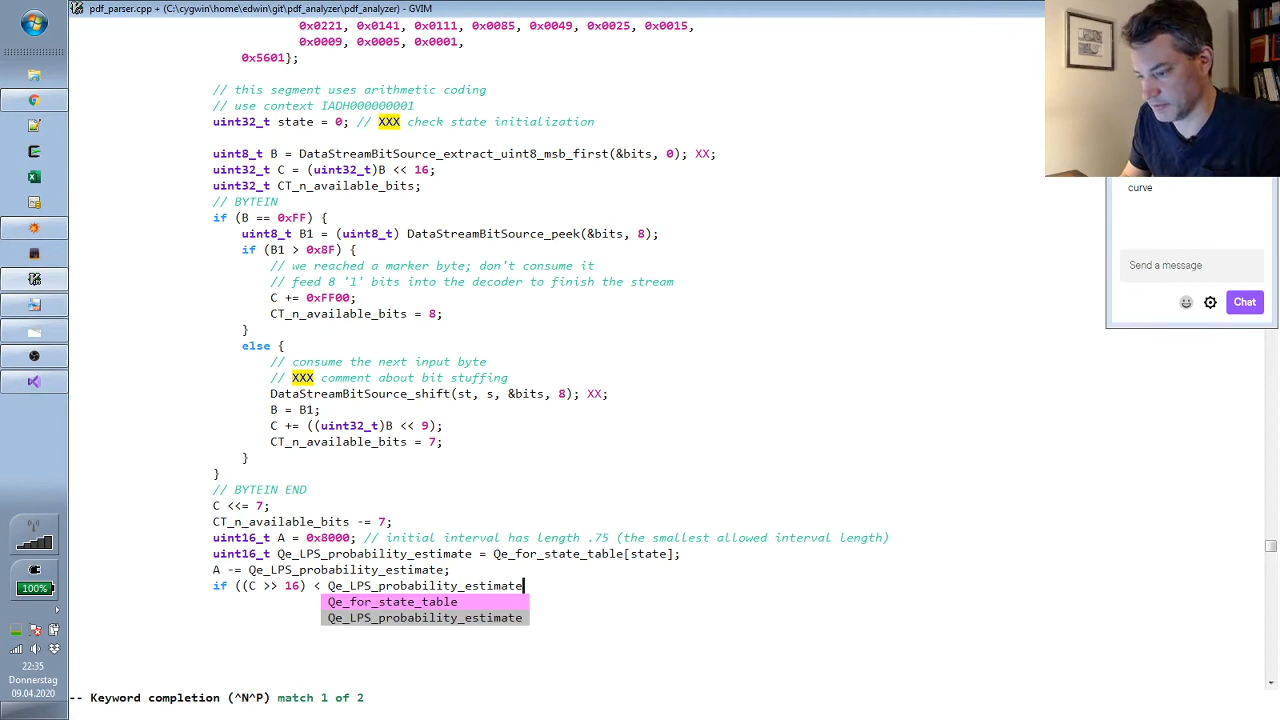 pdf_parser.cpp + (C:\cygwin\home\edwin\git\pdf_analyzer\pdf_analyzer) - GVIM
0x0221, 0x0141, 0x0111, 0x0085, 0x0049, 0x0025, 0x0015,
0x0009, 0x0005, 0x0001,
0x5601};
// this segment uses arithmetic coding
// use context IADH000000001
uint32_t state = 0; // XXX check state initialization
uint8_t B = DataStreamBitSource_extract_uint8_msb_first(&bits, 0); XX;
uint32_t C = (uint32_t)B << 16;
uint32_t CT_n_available_bits;
// BYTEIN
if (B == 0xFF) {
uint8_t B1 = (uint8_t) DataStreamBitSource_peek(&bits, 8);
if (B1 > 0x8F) {
// we reached a marker byte; don't consume it
// feed 8 '1' bits into the decoder to finish the stream
C += 0xFF00;
CT_n_available_bits = 8;
}
else {
// consume the next input byte
// XXX comment about bit stuffing
DataStreamBitSource_shift(st, s, &bits, 8); XX;
B = B1;
C += ((uint32_t)B << 9);
CT_n_available_bits = 7;
}
}
// BYTEIN END
C <<= 7;
CT_n_available_bits -= 7;
uint16_t A = 0x8000; // initial interval has length .75 (the smallest allowed interval length)
uint16_t Qe_LPS_probability_estimate = Qe_for_state_table[state];
A -= Qe_LPS_probability_estimate;
if ((C >> 16) < Qe_LPS_probability_estimate
Qe_for_state_table
Qe_LPS_probability_estimate
-- Keyword completion (^N^P) match 1 of 2
curve
Send a message
Chat
100%
22:35
Donnerstag
09.04.2020